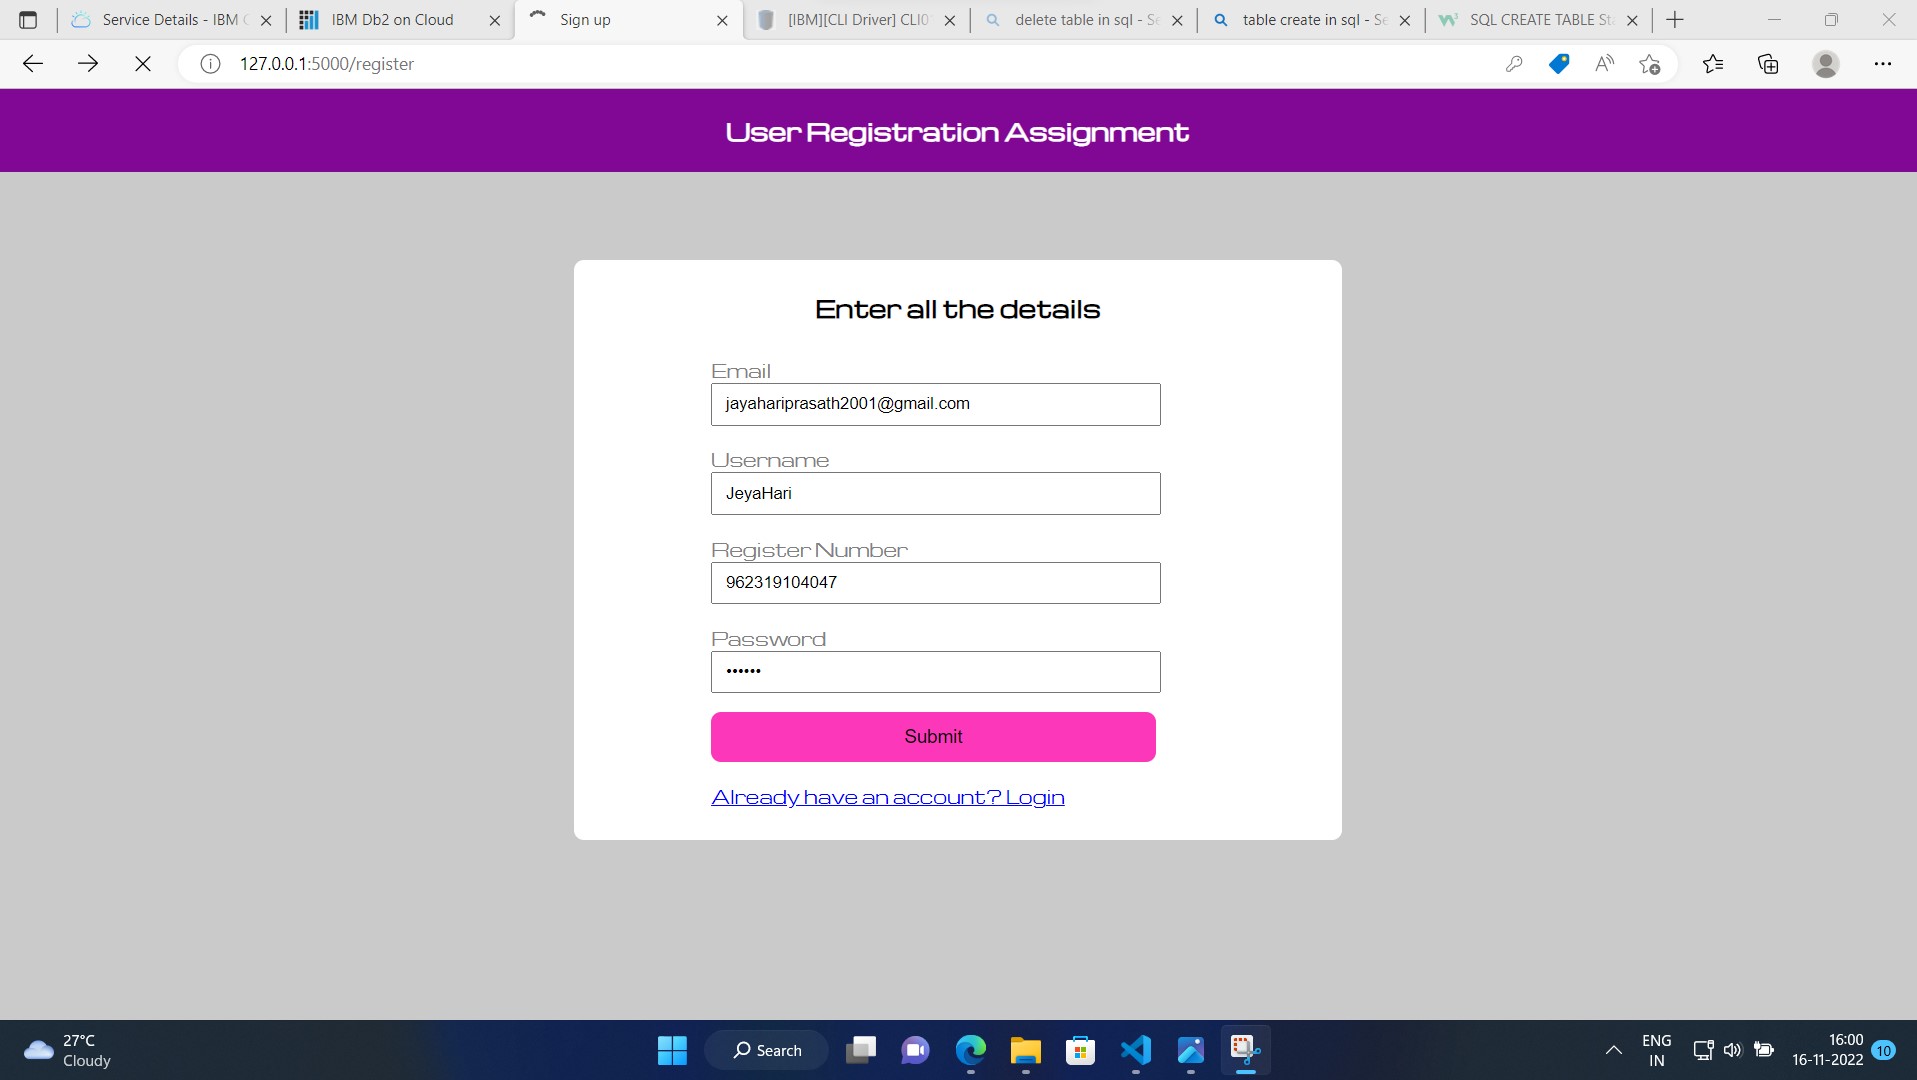 Service Details - IBM C
IBM Db2 on Cloud
Sign up
[IBM][CLI Driver] CLI0
delete table in sql - Se
table create in sql - Se
SQL CREATE TABLE Sta
127.0.0.1:5000/register
User Registration Assignment
Enter all the details
Email
jayahariprasath2001@gmail.com
Username
JeyaHari
Register Number
962319104047
Password
••••••
Submit
Already have an account? Login
27°C
Cloudy
Search
ENG
IN
16:00
16-11-2022
10